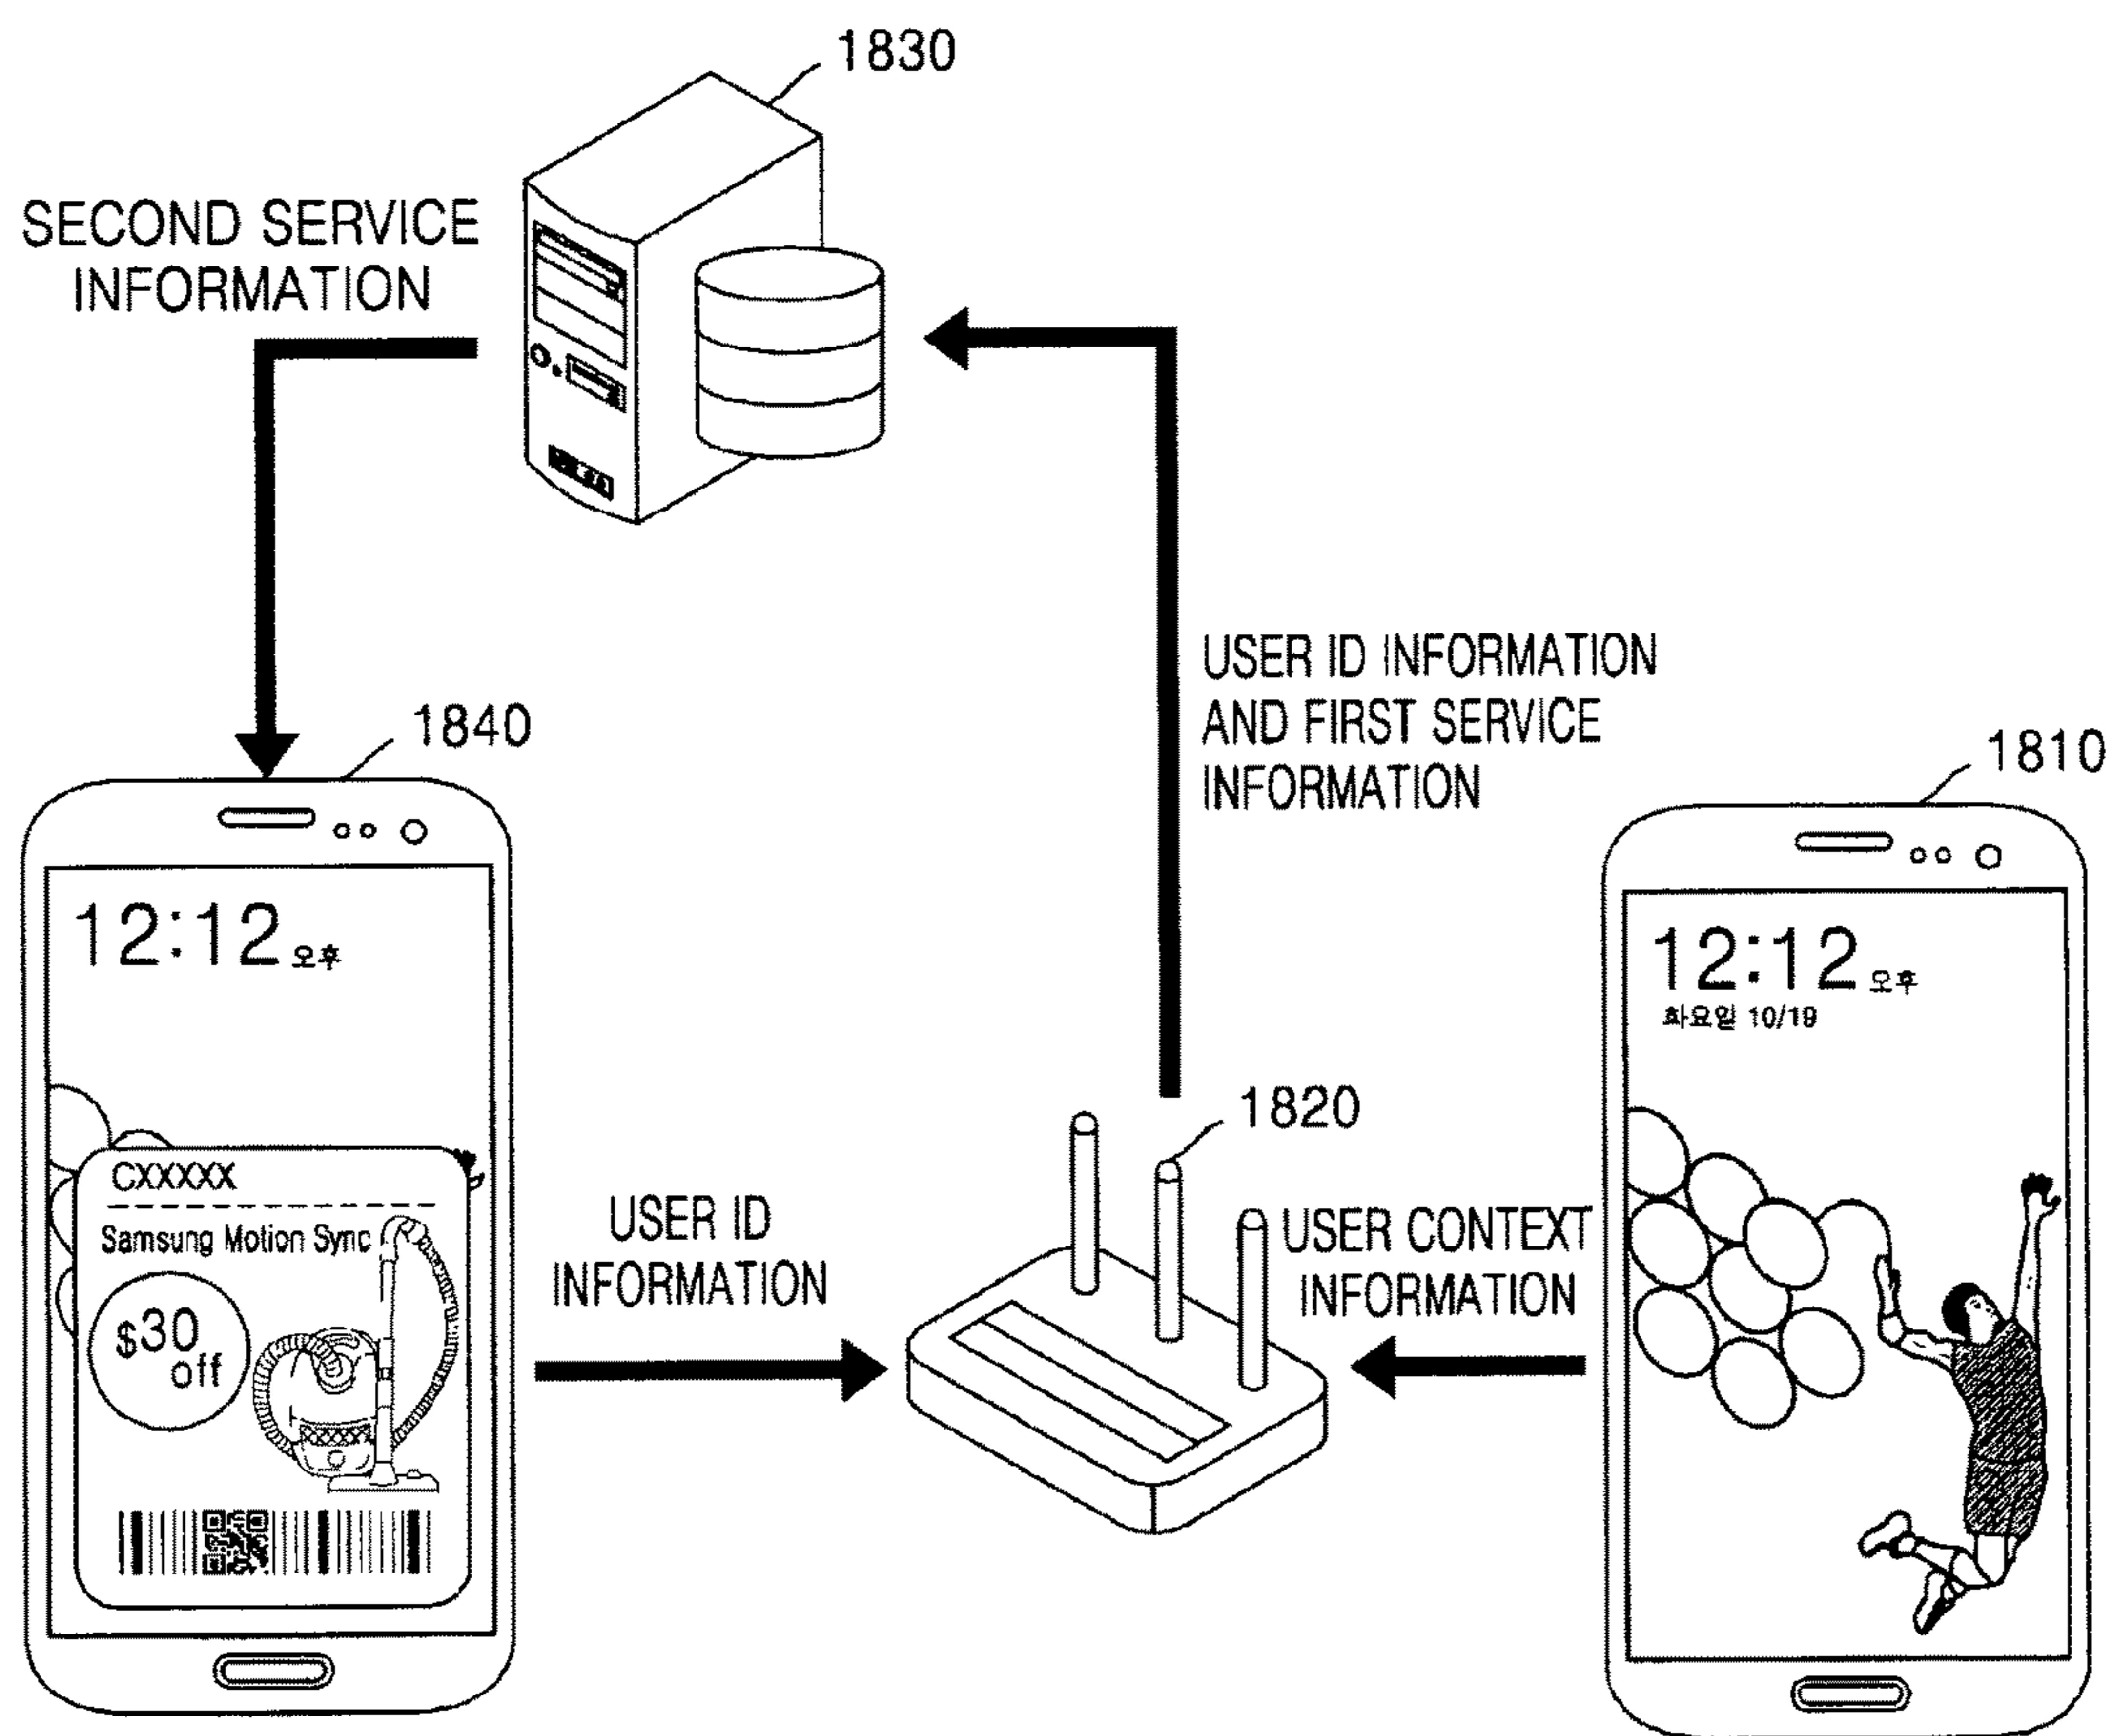 1830
SECOND SERVICE
INFORMATION
USER ID INFORMATION
AND FIRST SERVICE
INFORMATION
1840
1810
12:12 오후
12:12 오후
화요일 10/19
1820
CXXXXX
Samsung Motion Sync
$30
off
USER ID
INFORMATION
USER CONTEXT
INFORMATION